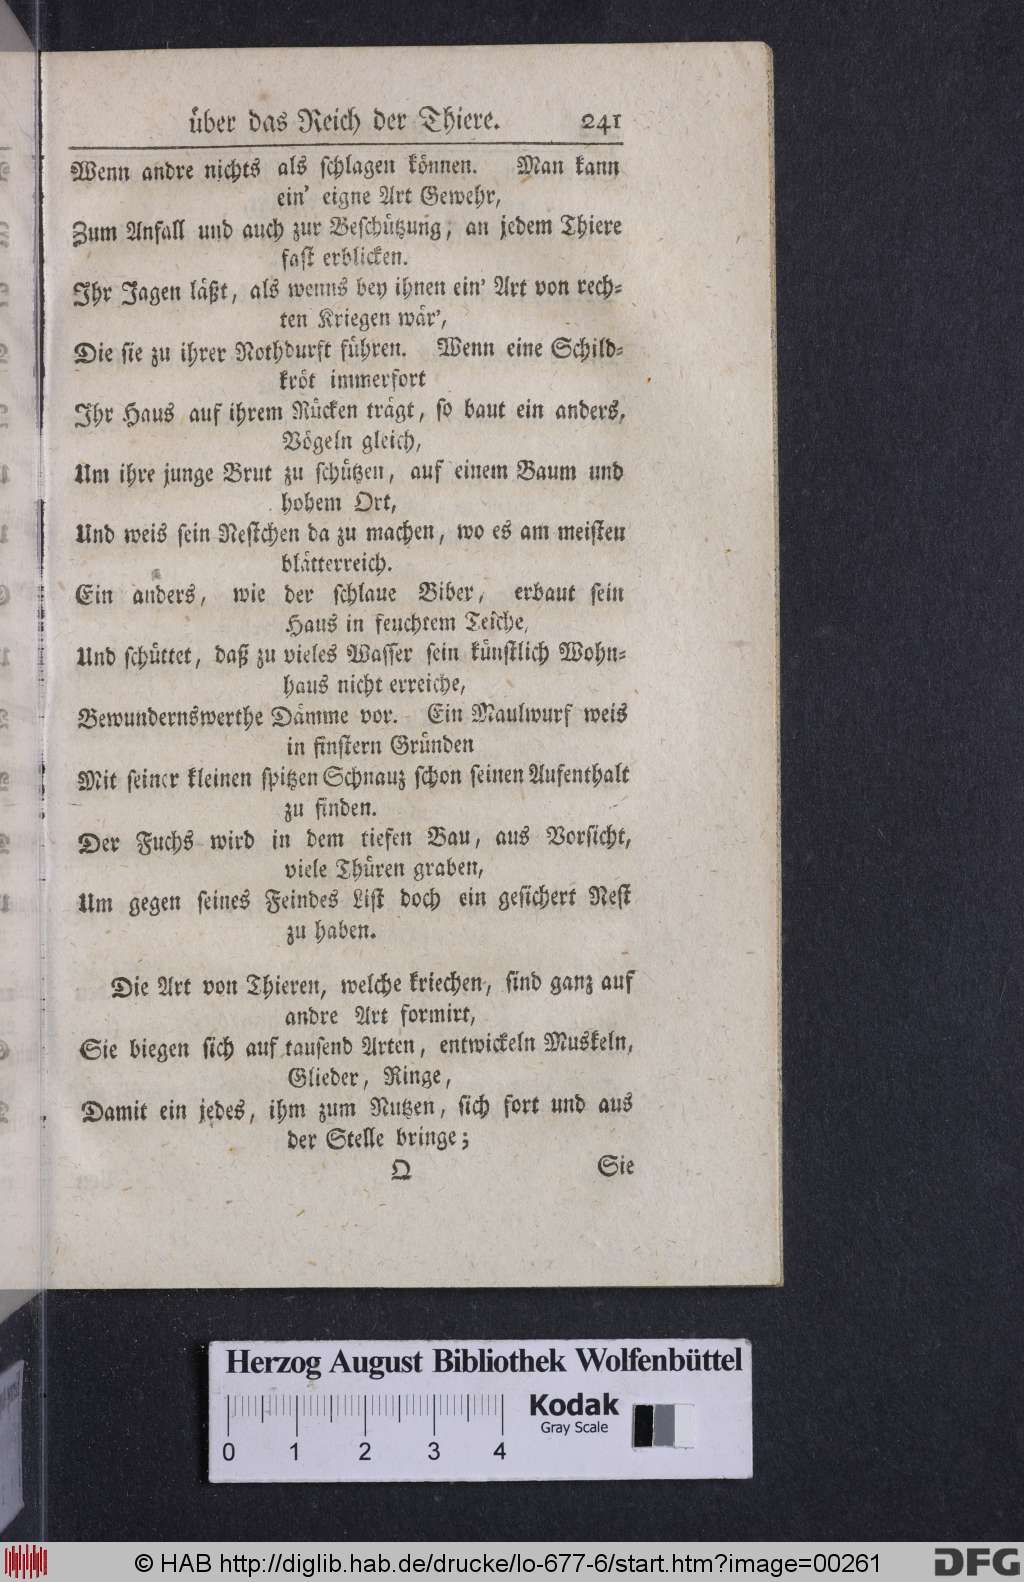 über das Reich der Thiere. 241
Wenn andre nichts als schlagen können. Man kann
ein' eigne Art Gewehr,
Zum Anfall und auch zur Beschützung, an jedem Thiere
fast erblicken.
Ihr Jagen läßt, als wenns bey ihnen ein' Art von rech-
ten Kriegen wär',
Die sie zu ihrer Nothdurft führen. Wenn eine Schild-
kröt immerfort
Ihr Haus auf ihrem Rücken trägt, so baut ein anders,
Vögeln gleich,
Um ihre junge Brut zu schützen, auf einem Baum und
hohem Ort,
Und weis sein Nestchen da zu machen, wo es am meisten
blätterreich.
Ein anders, wie der schlaue Biber, erbaut sein
Haus in feuchtem Teiche,
Und schüttet, daß zu vieles Wasser sein künstlich Wohn-
haus nicht erreiche,
Bewundernswerthe Dämme vor. Ein Maulwurf weis
in finstern Gründen
Mit seiner kleinen spitzen Schnauz schon seinen Aufenthalt
zu finden.
Der Fuchs wird in dem tiefen Bau, aus Vorsicht,
viele Thüren graben,
Um gegen seines Feindes List doch ein gesichert Nest
zu haben.
Die Art von Thieren, welche kriechen, sind ganz auf
andre Art formirt,
Sie biegen sich auf tausend Arten, entwickeln Muskeln,
Glieder, Ringe,
Damit ein jedes, ihm zum Nutzen, sich fort und aus
der Stelle bringe;
Q Sie
Herzog August Bibliothek Wolfenbüttel
Kodak
Gray Scale
0 1 2 3 4
© HAB http://diglib.hab.de/drucke/lo-677-6/start.htm?image=00261
DFG